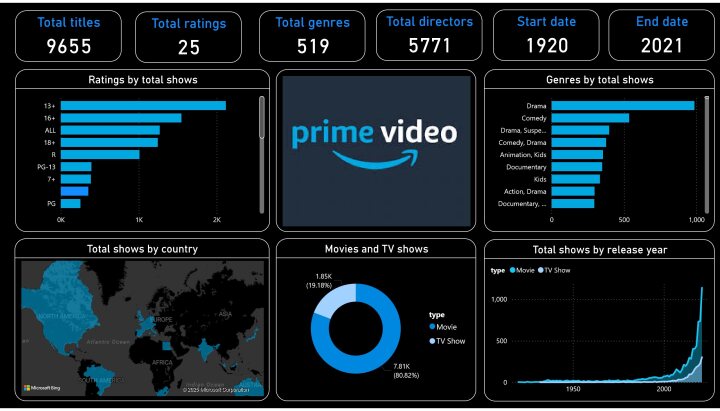 Total titles
9655
Total ratings
25
Total genres
519
Total directors
5771
Start date
1920
End date
2021
Ratings by total shows
13+
16+
ALL
18+
R
PG-13
7+
PG
0K 1K 2K
prime video
Genres by total shows
Drama
Comedy
Drama, Suspe...
Comedy, Drama
Animation, Kids
Documentary
Kids
Action, Drama
Documentary, ...
0 500 1,000
Total shows by country
NORTH AMERICA
EUROPE
ASIA
Atlantic Ocean
AFRICA
SOUTH AMERICA
Indian Ocean
Microsoft Bing
Microsoft Corporation
Movies and TV shows
1.85K
(19.18%)
7.81K
(80.82%)
type
Movie
TV Show
Total shows by release year
type Movie TV Show
1,000
500
0
1950 2000